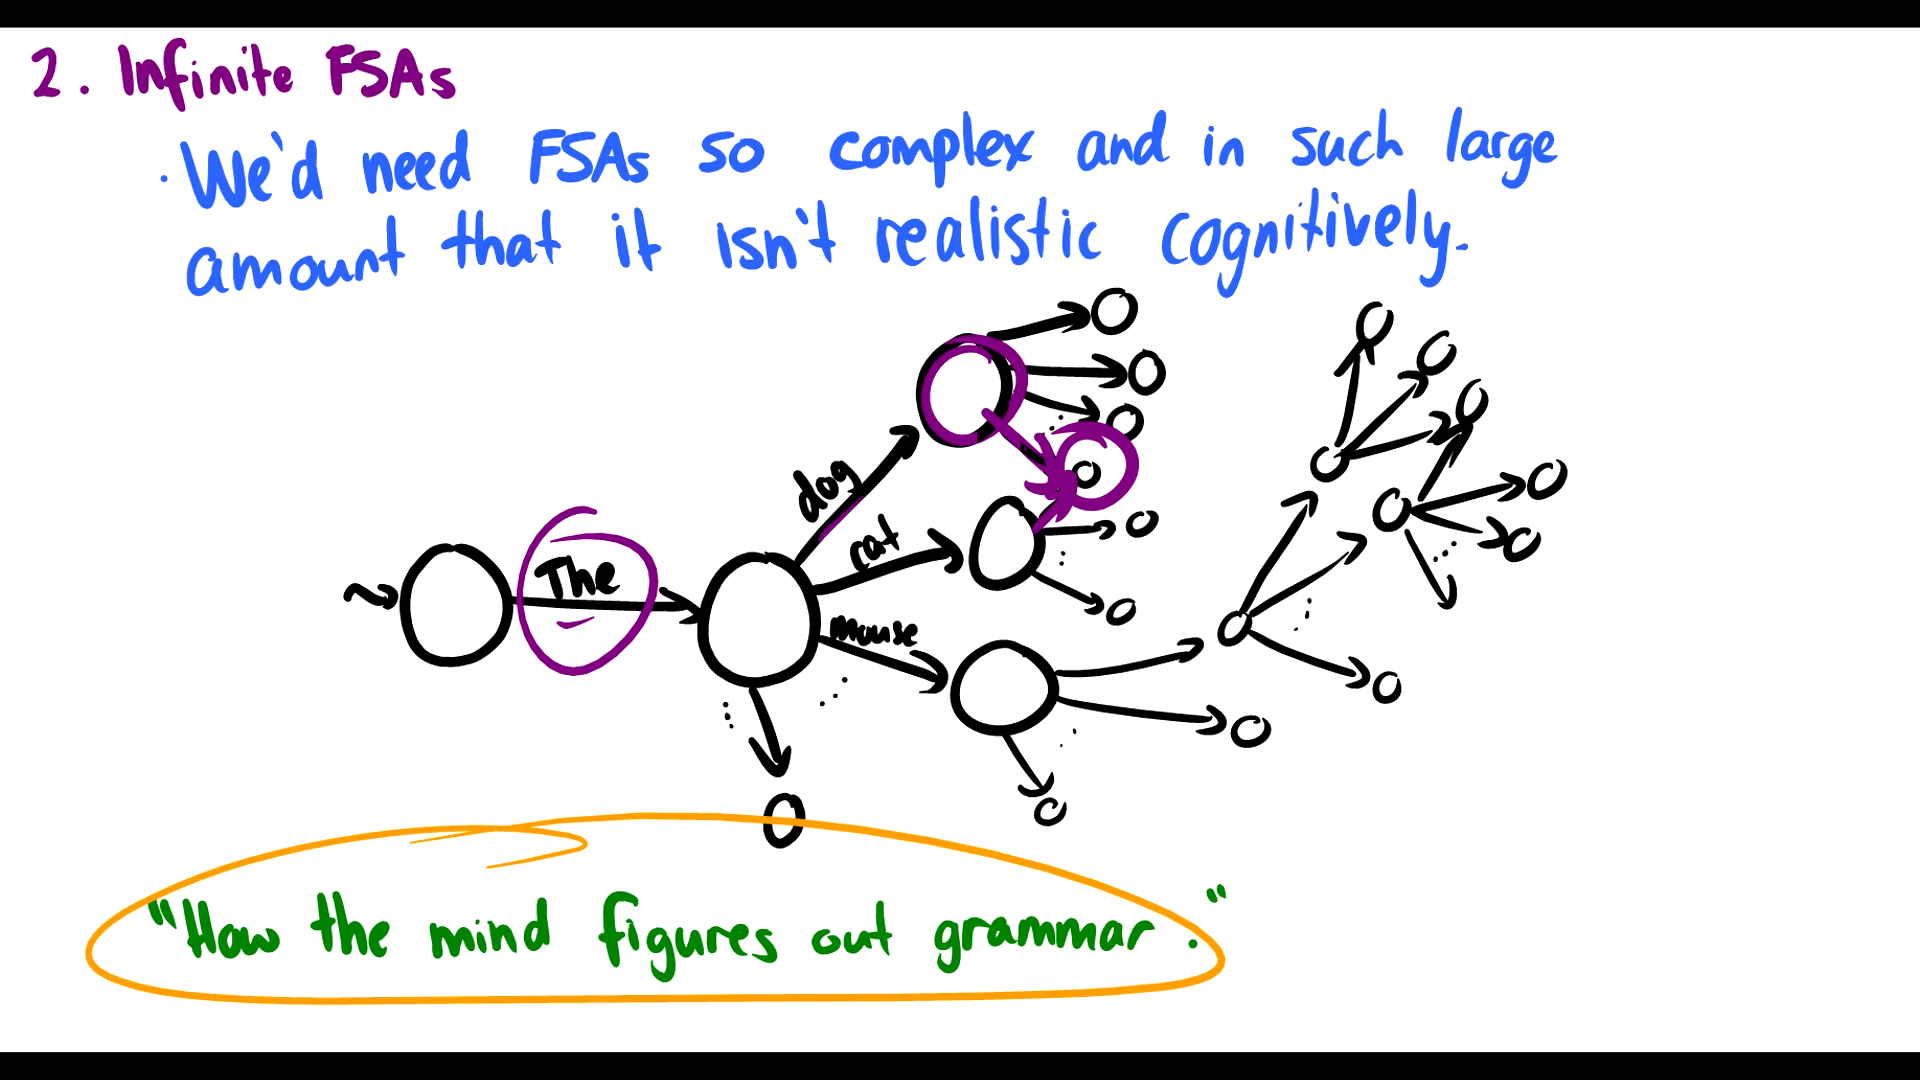 2. Infinite FSAs
· We'd need FSAs so complex and in such large
amount that it isn't realistic cognitively.
dog
cat
The
mouse
"How the mind figures out grammar."